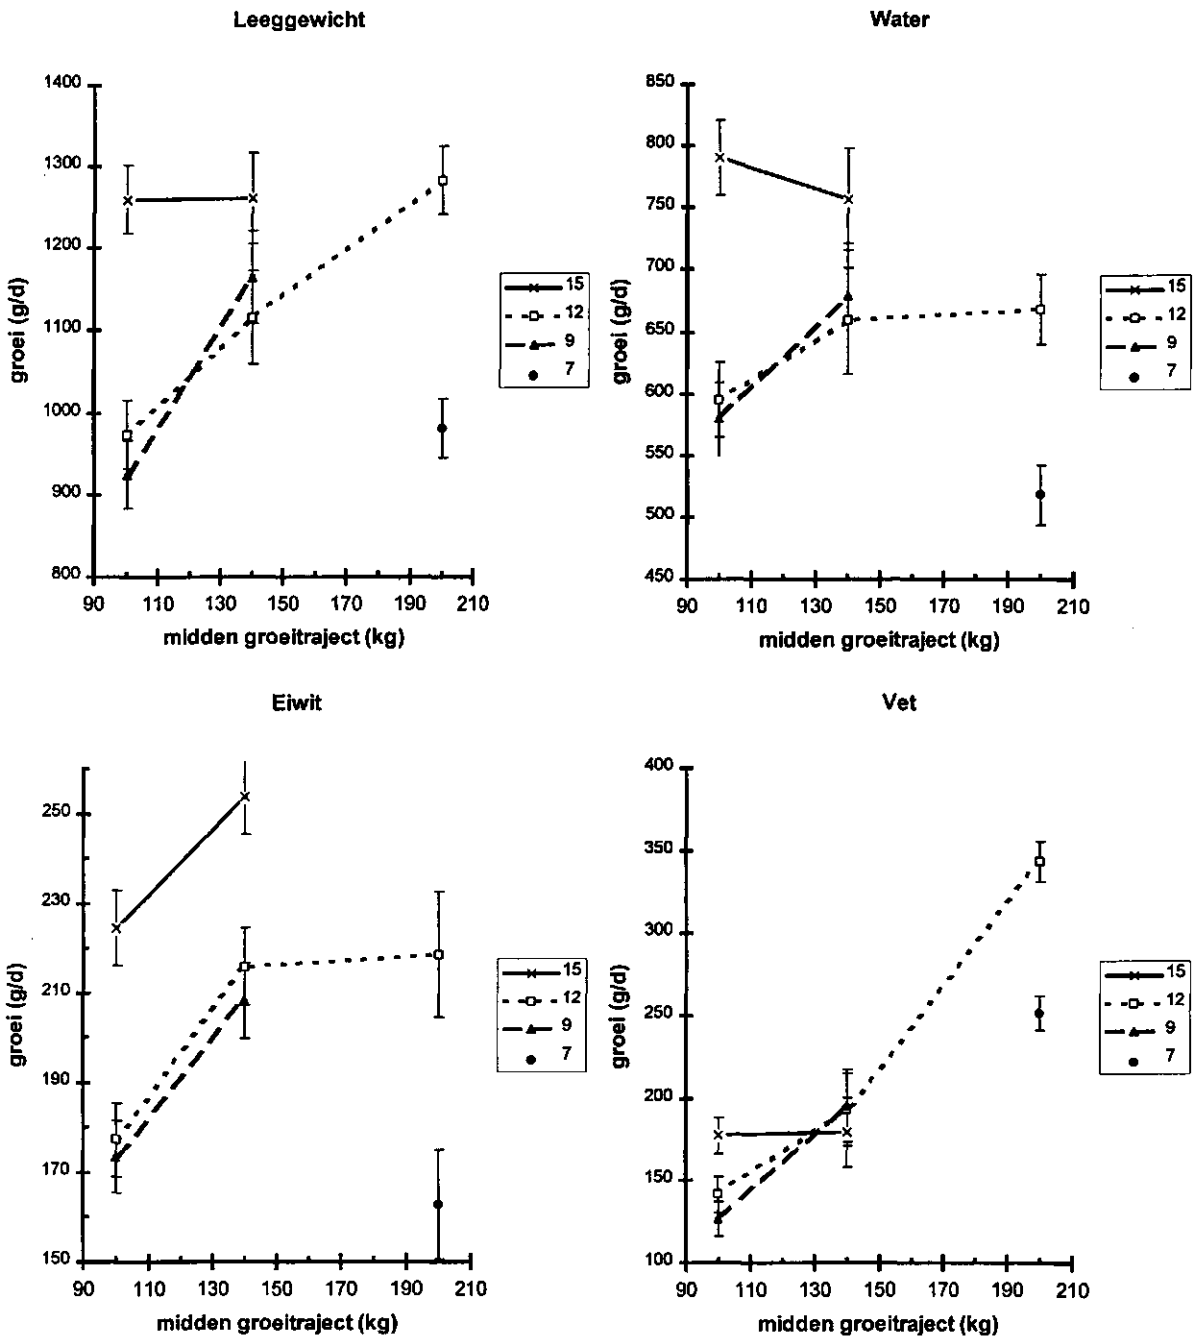 Leeggewicht
1400
1300
1200
1100
1000
900
800
groei (g/d)
90 110 130 150 170 190 210
midden groeitraject (kg)
15
12
9
7
Water
850
800
750
700
650
600
550
500
450
groei (g/d)
90 110 130 150 170 190 210
midden groeitraject (kg)
15
12
9
7
Eiwit
250
230
210
190
170
150
groei (g/d)
90 110 130 150 170 190 210
midden groeitraject (kg)
15
12
9
7
Vet
400
350
300
250
200
150
100
groei (g/d)
90 110 130 150 170 190 210
midden groeitraject (kg)
15
12
9
7